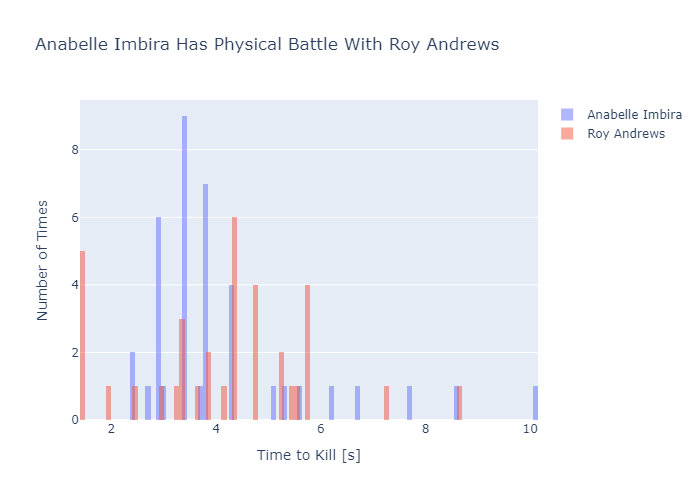 Anabelle Imbira Has Physical Battle With Roy Andrews
Anabelle Imbira
Roy Andrews
8
6
4
2
0
Number of Times
2 4 6 8 10
Time to Kill [s]